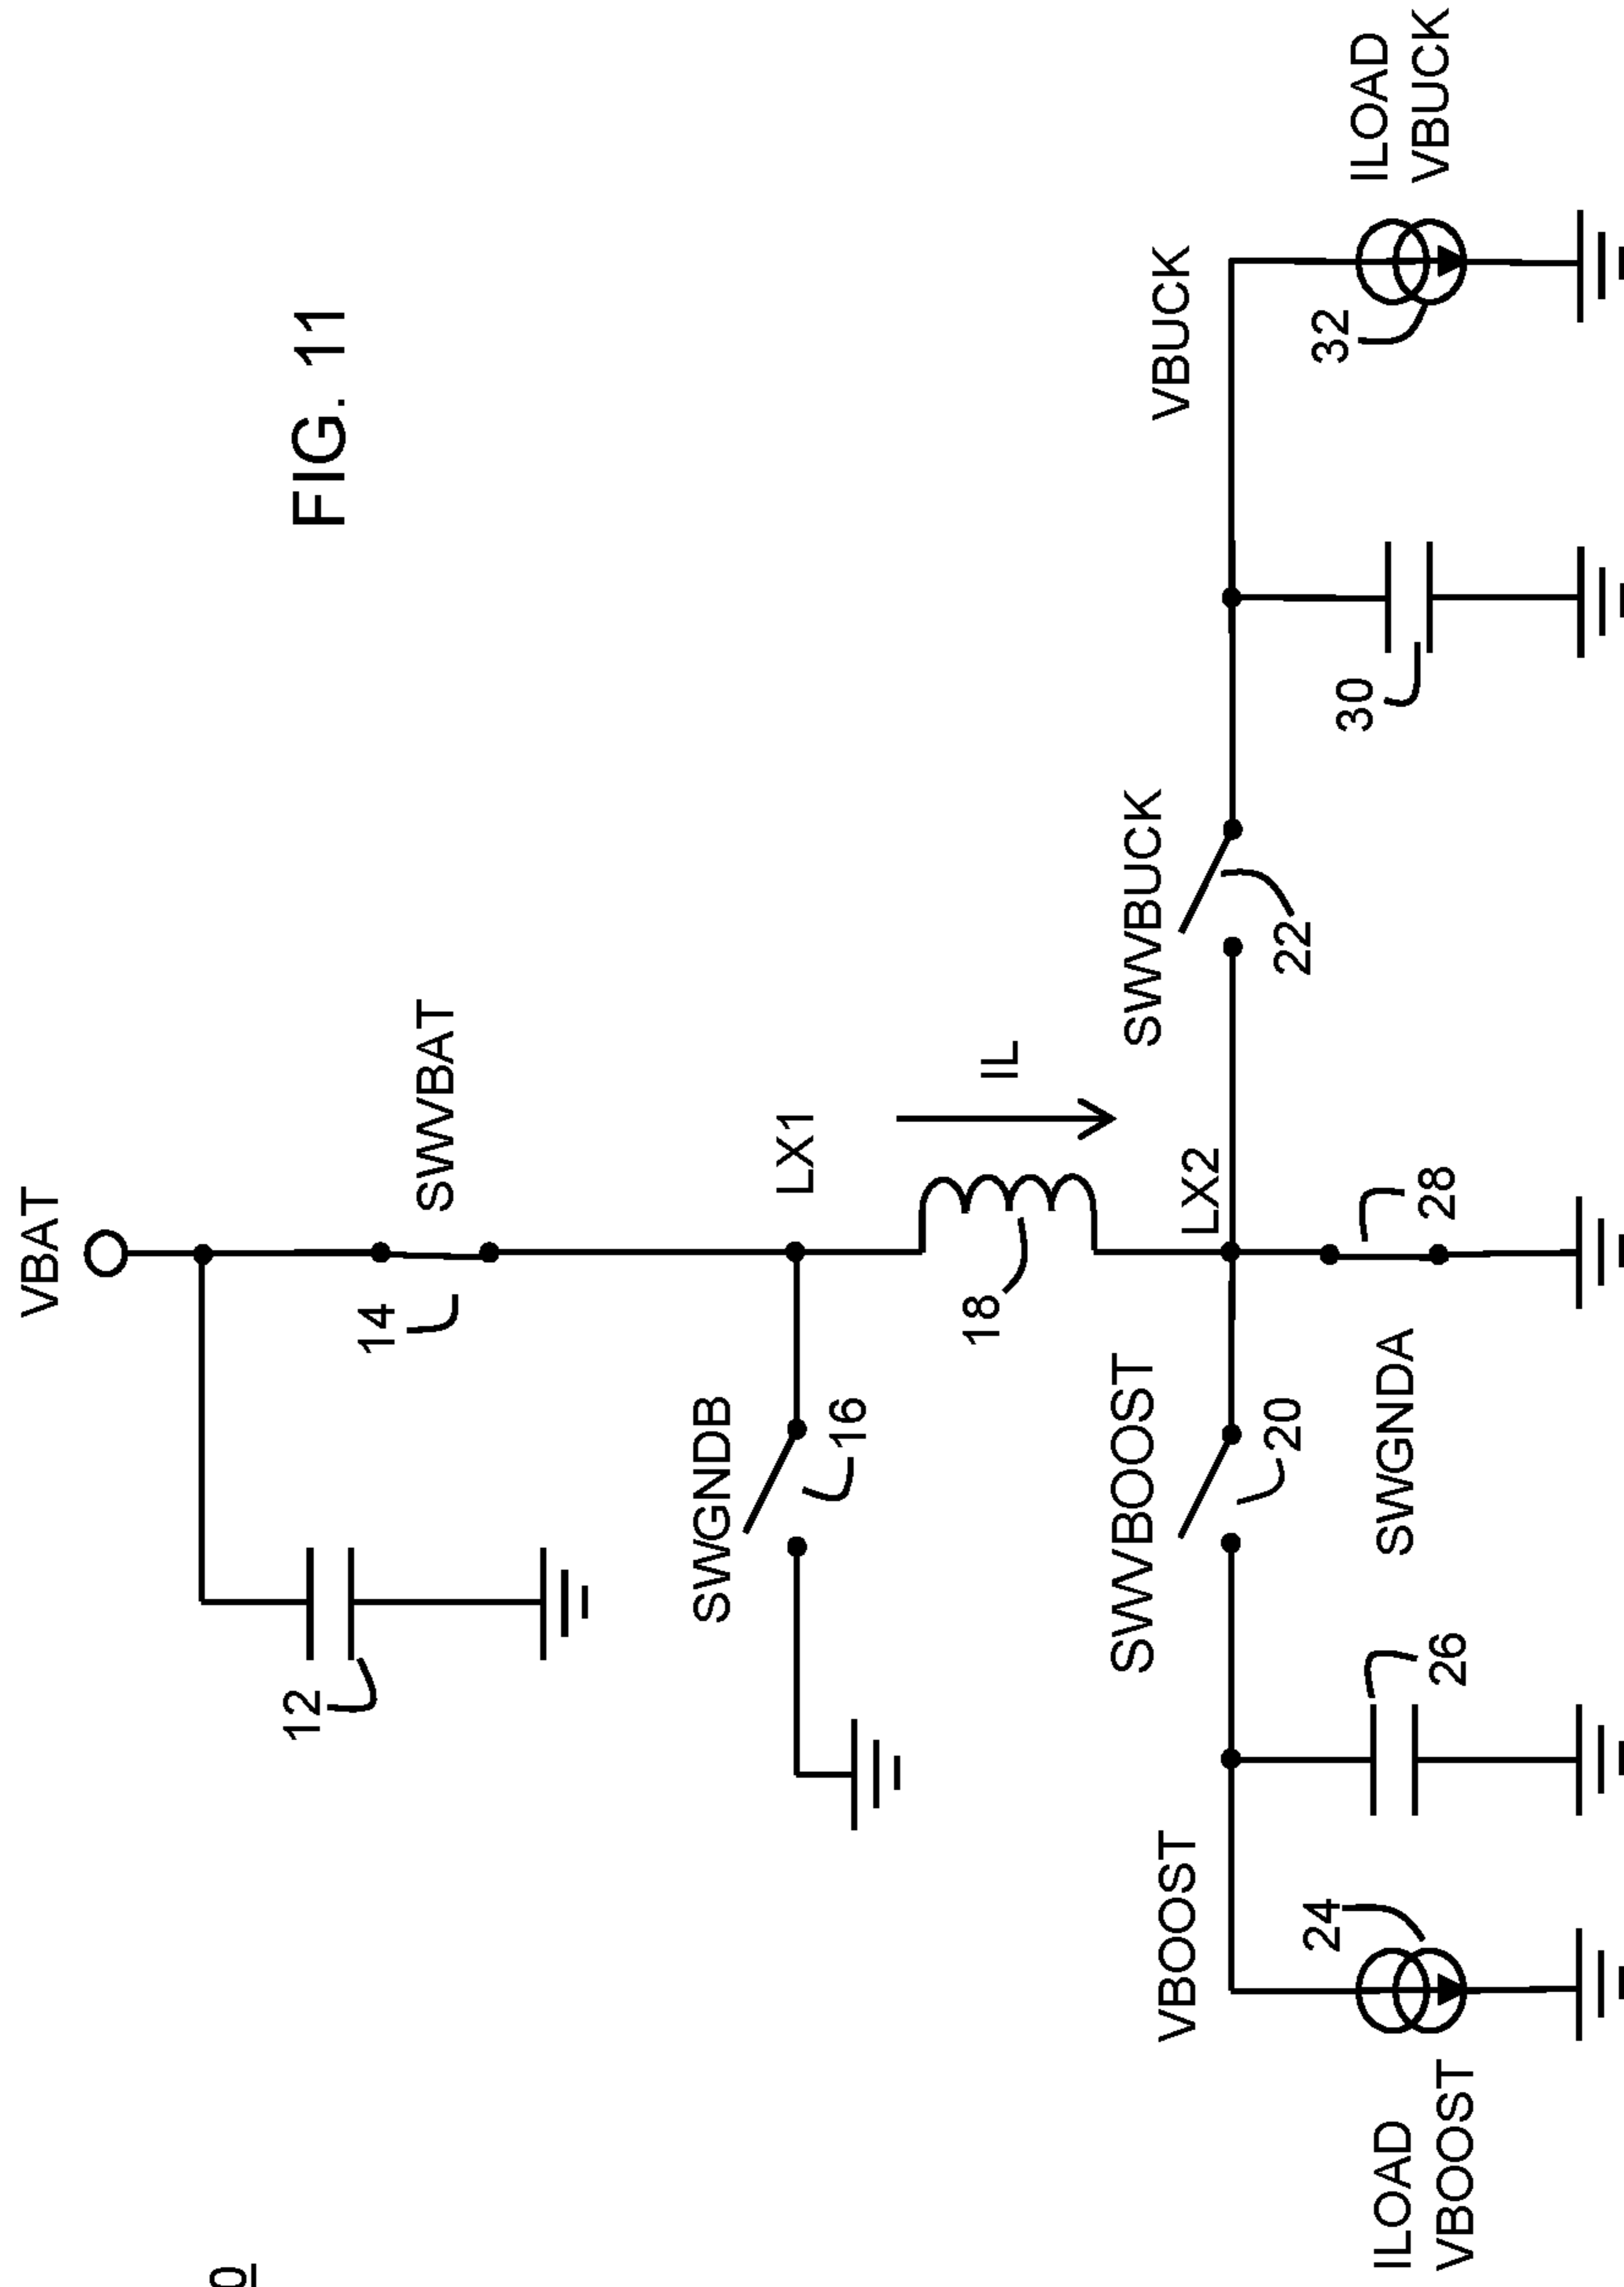 VBAT
0
12
FIG. 11
14
SWVBAT
SWGNDB
16
LX1
18
IL
SWVBOOST
20
LX2
SWVBUCK
22
VBOOST
VBUCK
24
26
SWGNDA
28
30
32
ILOAD
VBOOST
ILOAD
VBUCK